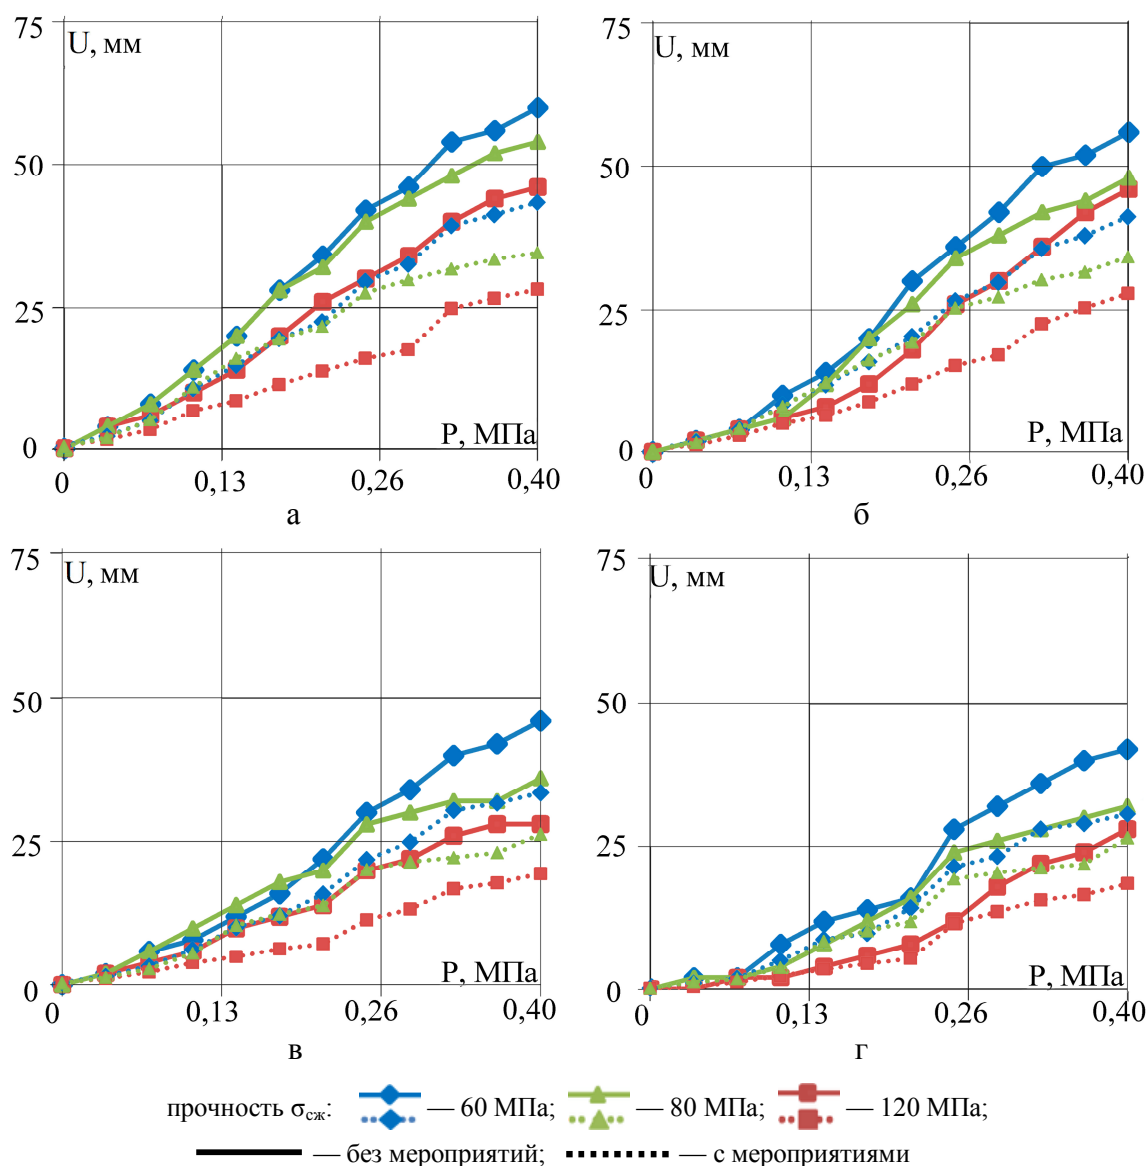 75
75
U, мм
U, мм
50
50
25
25
0
P, МПа
0
P, МПа
0
0,13
0,26
0,40
0
0,13
0,26
0,40
а
б
75
75
U, мм
U, мм
50
50
25
25
0
P, МПа
0
P, МПа
0
0,13
0,26
0,40
0
0,13
0,26
0,40
в
г
прочность σсж: — 60 МПа; — 80 МПа; — 120 МПа;
— без мероприятий; — с мероприятиями